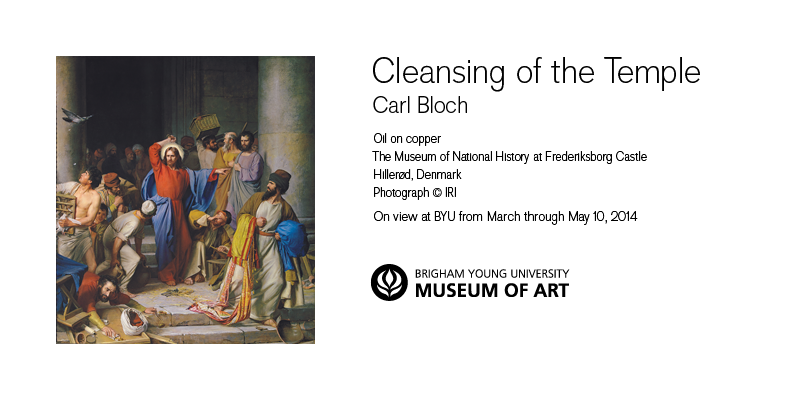 Cleansing of the Temple
Carl Bloch
Oil on copper
The Museum of National History at Frederiksborg Castle
Hillerød, Denmark
Photograph © IRI
On view at BYU from March through May 10, 2014
BRIGHAM YOUNG UNIVERSITY
MUSEUM OF ART